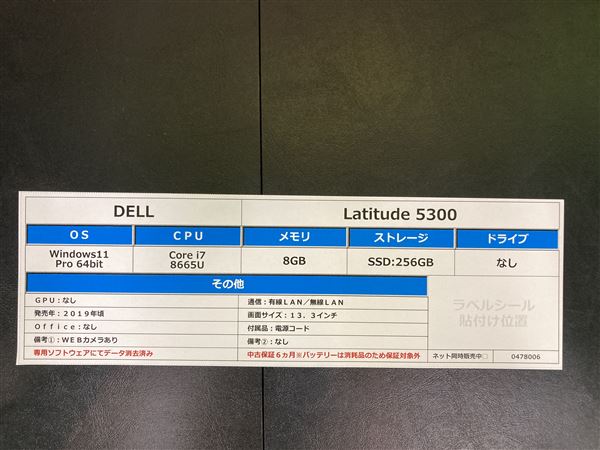 DELL
Latitude 5300
ＯＳ
ＣＰＵ
メモリ
ストレージ
ドライブ
Windows11
Pro 64bit
Core i7
8665U
8GB
SSD:256GB
なし
その他
ＧＰＵ：なし
通信：有線ＬＡＮ／無線ＬＡＮ
発売年：２０１９年頃
画面サイズ：１３．３インチ
Ｏｆｆｉｃｅ：なし
付属品：電源コード
備考①：ＷＥＢカメラあり
備考②：なし
専用ソフトウェアにてデータ消去済み
中古保証６ヵ月※バッテリーは消耗品のため保証対象外
ラベルシール
貼付け位置
ネット同時販売中□
0478006